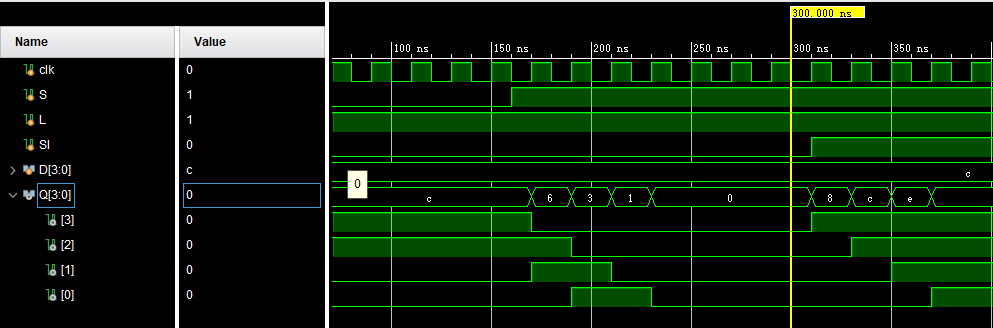 300.000 ns
Name Value
100 ns 150 ns 200 ns 250 ns 300 ns 350 ns
clk 0
S 1
L 1
SI 0
D[3:0] c c
0
Q[3:0] 0 c 6 3 1 0 8 c e
[3] 0
[2] 0
[1] 0
[0] 0